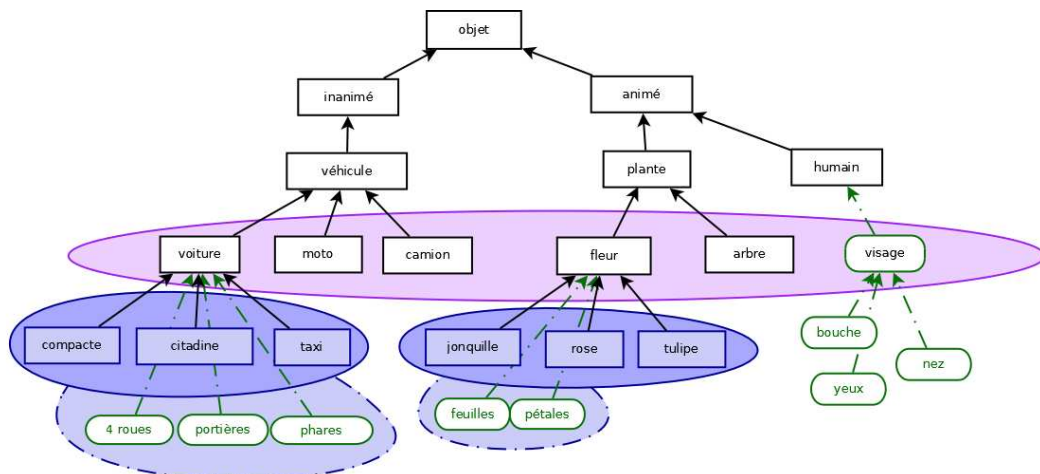 objet
inanimé
animé
véhicule
plante
humain
voiture
moto
camion
fleur
arbre
visage
compacte
citadine
taxi
jonquille
rose
tulipe
bouche
nez
yeux
4 roues
portières
phares
feuilles
pétales